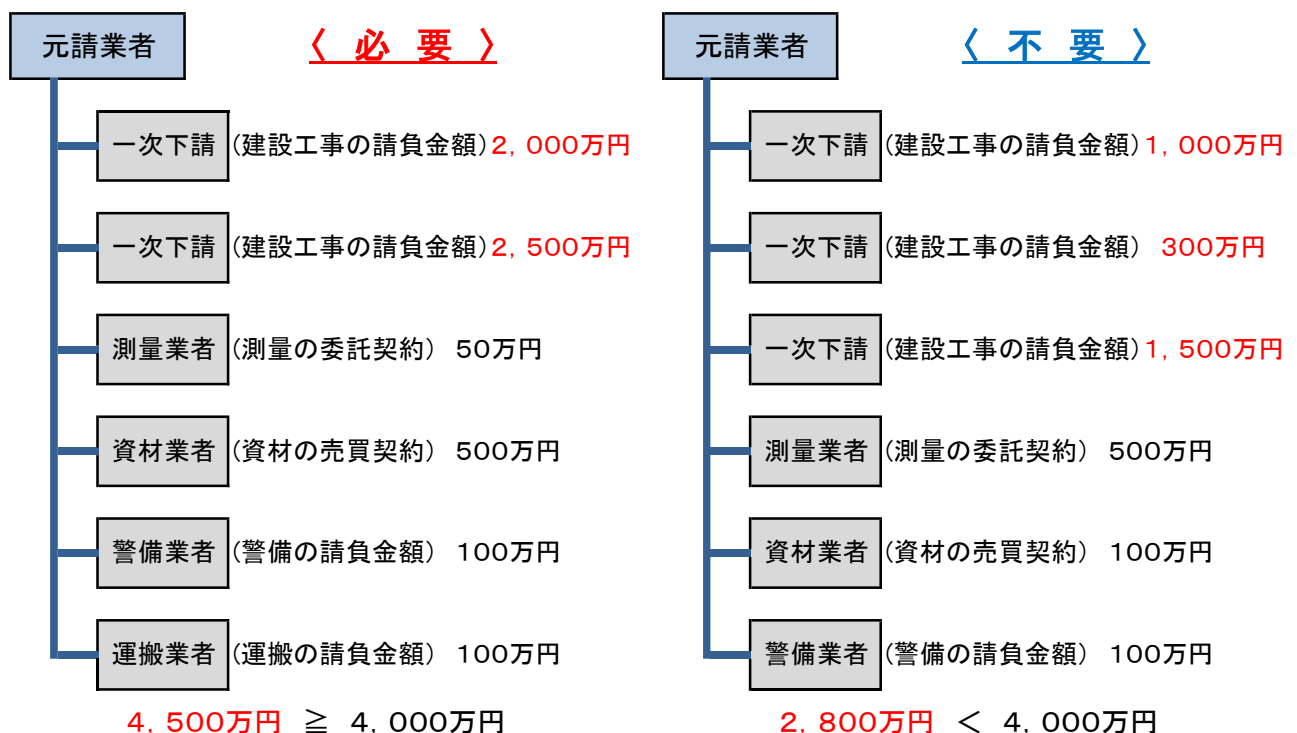 元請業者
〈 必 要 〉
一次下請 (建設工事の請負金額)2,000万円
一次下請 (建設工事の請負金額)2,500万円
測量業者 (測量の委託契約) 50万円
資材業者 (資材の売買契約) 500万円
警備業者 (警備の請負金額) 100万円
運搬業者 (運搬の請負金額) 100万円
4,500万円 ≧ 4,000万円
元請業者
〈 不 要 〉
一次下請 (建設工事の請負金額)1,000万円
一次下請 (建設工事の請負金額) 300万円
一次下請 (建設工事の請負金額)1,500万円
測量業者 (測量の委託契約) 500万円
資材業者 (資材の売買契約) 100万円
警備業者 (警備の請負金額) 100万円
2,800万円 < 4,000万円